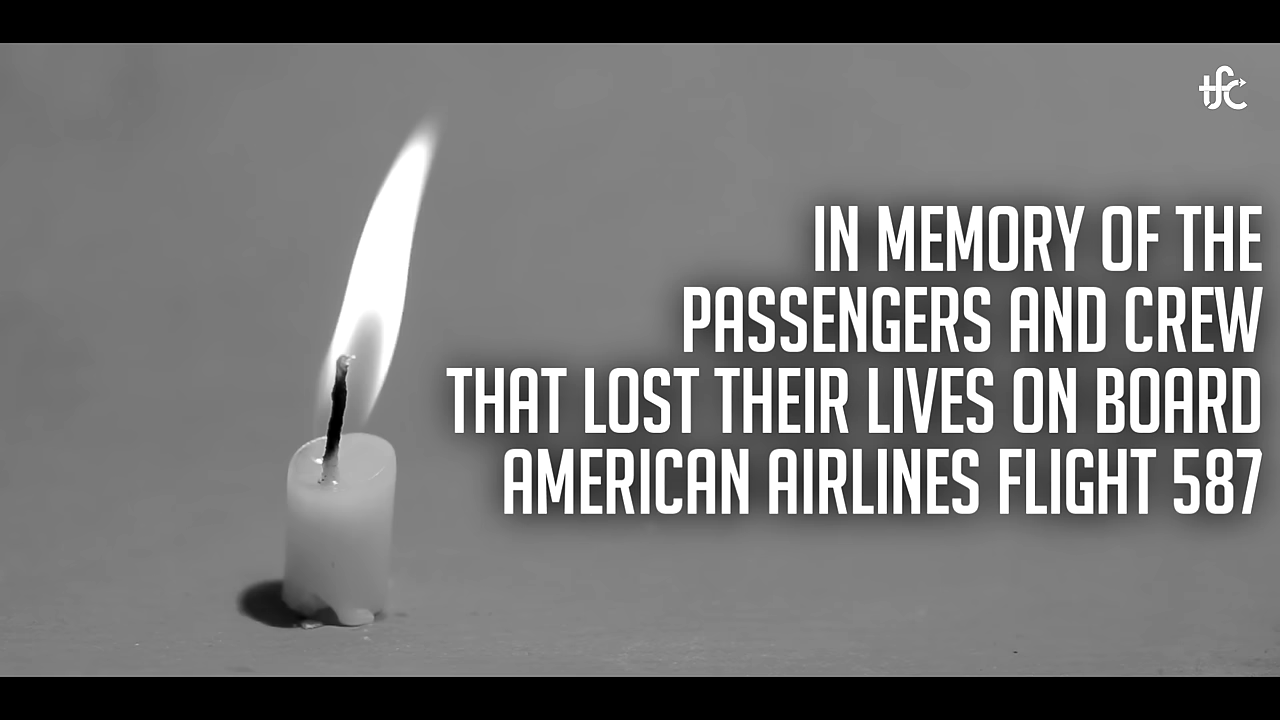 tfc
IN MEMORY OF THE
PASSENGERS AND CREW
THAT LOST THEIR LIVES ON BOARD
AMERICAN AIRLINES FLIGHT 587